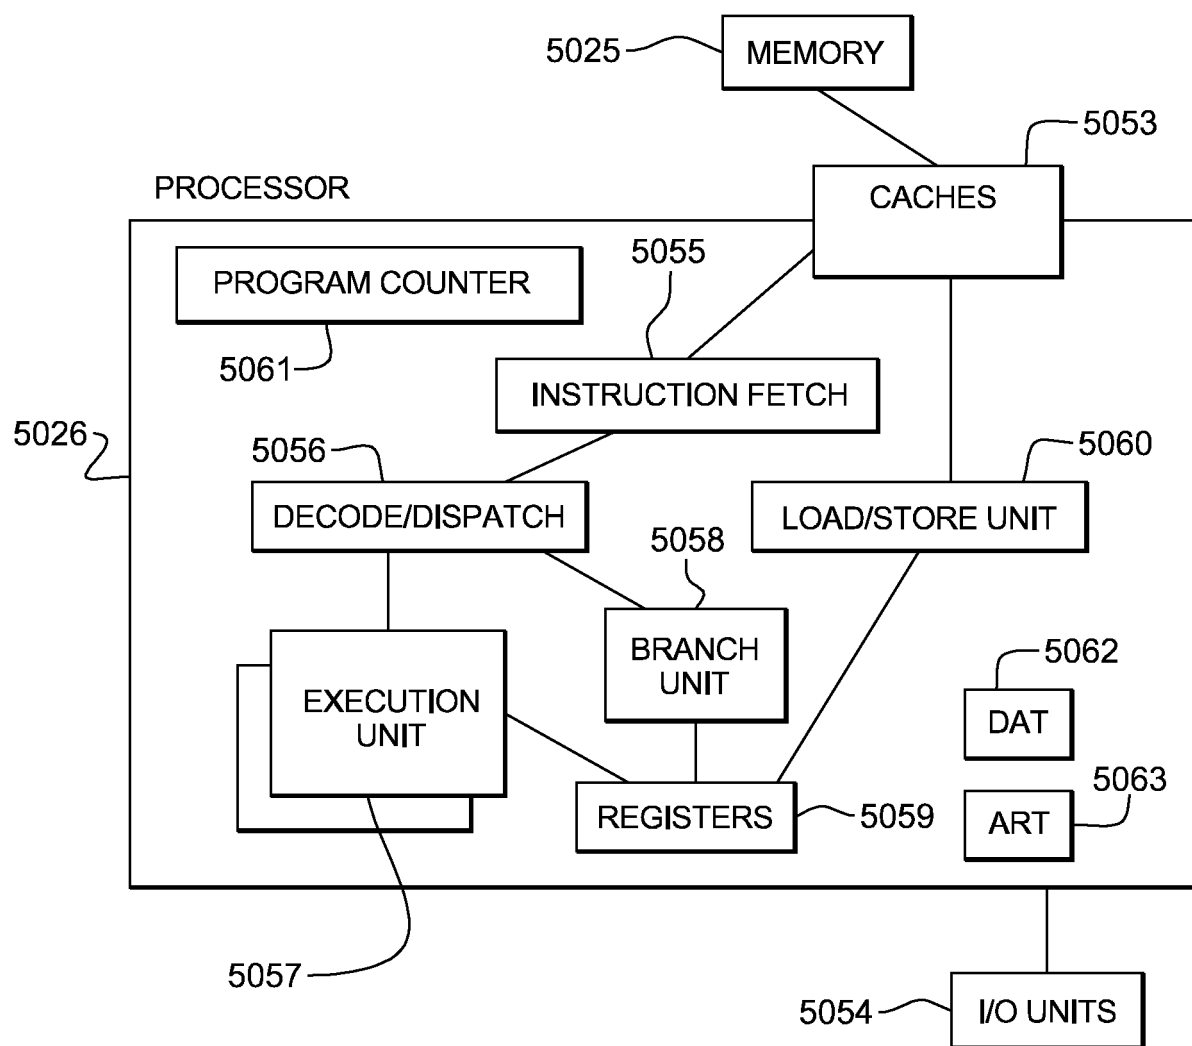 5025
MEMORY
5053
CACHES
PROCESSOR
5055
PROGRAM COUNTER
5061
INSTRUCTION FETCH
5026
5056
5060
DECODE/DISPATCH
LOAD/STORE UNIT
5058
BRANCH
UNIT
5062
EXECUTION
UNIT
DAT
5063
REGISTERS
5059
ART
5057
5054
I/O UNITS